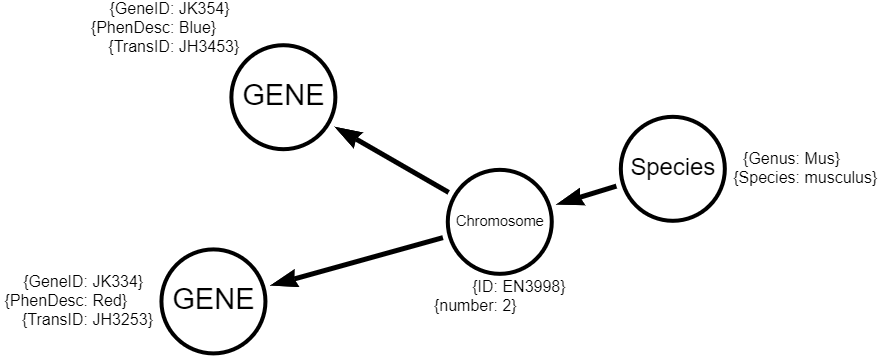 {GeneID: JK354}
{PhenDesc: Blue}
{TransID: JH3453}
GENE
Species
{Genus: Mus}
{Species: musculus}
Chromosome
{ID: EN3998}
{number: 2}
{GeneID: JK334}
{PhenDesc: Red}
{TransID: JH3253}
GENE